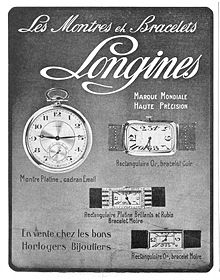 Les Montres et Bracelets
Longines
MARQUE MONDIALE
HAUTE PRÉCISION
Rectangulaire Or, bracelet Cuir
Montre Platine, cadran Email
Rectangulaire Platine Brillants et Rubis
Bracelet Moire
En vente chez les bons
Horlogers Bijoutiers
Rectangulaire Or, bracelet Moire